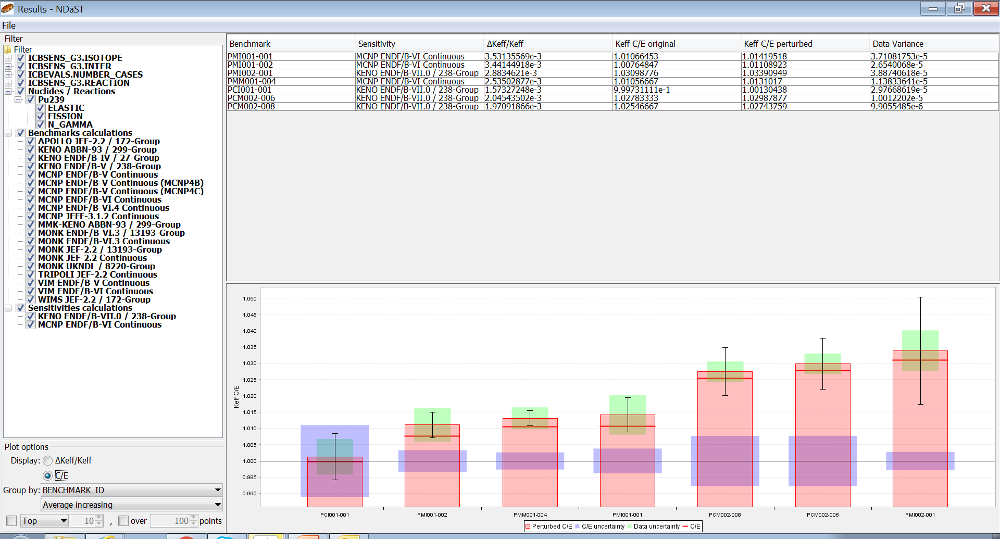 Results - NDaST
File
Filter
Filter
ICBSENS_G3.ISOTOPE
ICBSENS_G3.INTER
ICBEVALS.NUMBER_CASES
ICBSENS_G3.REACTION
Nuclides / Reactions
Pu239
ELASTIC
FISSION
N_GAMMA
Benchmarks calculations
APOLLO JEF-2.2 / 172-Group
KENO ABBN-93 / 299-Group
KENO ENDF/B-IV / 27-Group
KENO ENDF/B-V / 238-Group
MCNP ENDF/B-V Continuous
MCNP ENDF/B-V Continuous (MCNP4B)
MCNP ENDF/B-V Continuous (MCNP4C)
MCNP ENDF/B-VI Continuous
MCNP ENDF/B-VI.4 Continuous
MCNP JEFF-3.1.2 Continuous
MMK-KENO ABBN-93 / 299-Group
MONK ENDF/B-VI.3 / 13193-Group
MONK ENDF/B-VI.3 Continuous
MONK JEF-2.2 / 13193-Group
MONK JEF-2.2 Continuous
MONK UKNDL / 8220-Group
TRIPOLI JEF-2.2 Continuous
VIM ENDF/B-V Continuous
VIM ENDF/B-VI Continuous
WIMS JEF-2.2 / 172-Group
Sensitivities calculations
KENO ENDF/B-VII.0 / 238-Group
MCNP ENDF/B-VI Continuous
Plot options
Display: ΔKeff/Keff
C/E
Group by: BENCHMARK_ID
Average increasing
Top 10 , over 100 points
Benchmark Sensitivity ΔKeff/Keff Keff C/E original Keff C/E perturbed Data Variance
PMI001-001 MCNP ENDF/B-VI Continuous 3.53135569e-3 1.01066453 1.01419518 3.71081753e-5
PMI001-002 MCNP ENDF/B-VI Continuous 3.44144918e-3 1.00764847 1.01108923 2.6540068e-5
PMI002-001 KENO ENDF/B-VII.0 / 238-Group 2.8834621e-3 1.03098776 1.03390949 3.88740618e-5
PMM001-004 MCNP ENDF/B-VI Continuous 2.53502877e-3 1.01056667 1.0131017 1.13833641e-5
PCI001-001 KENO ENDF/B-VII.0 / 238-Group 1.57327248e-3 9.99731111e-1 1.00130438 2.97668619e-5
PCM002-006 KENO ENDF/B-VII.0 / 238-Group 2.04543502e-3 1.02783333 1.02987877 1.0012202e-5
PCM002-008 KENO ENDF/B-VII.0 / 238-Group 1.97091866e-3 1.02546667 1.02743759 9.9055485e-6
Keff C/E
1.050
1.045
1.040
1.035
1.030
1.025
1.020
1.015
1.010
1.005
1.000
0.995
0.990
PCI001-001 PMI001-002 PMM001-004 PMI001-001 PCM002-008 PCM002-006 PMI002-001
Perturbed C/E C/E uncertainty Data uncertainty C/E